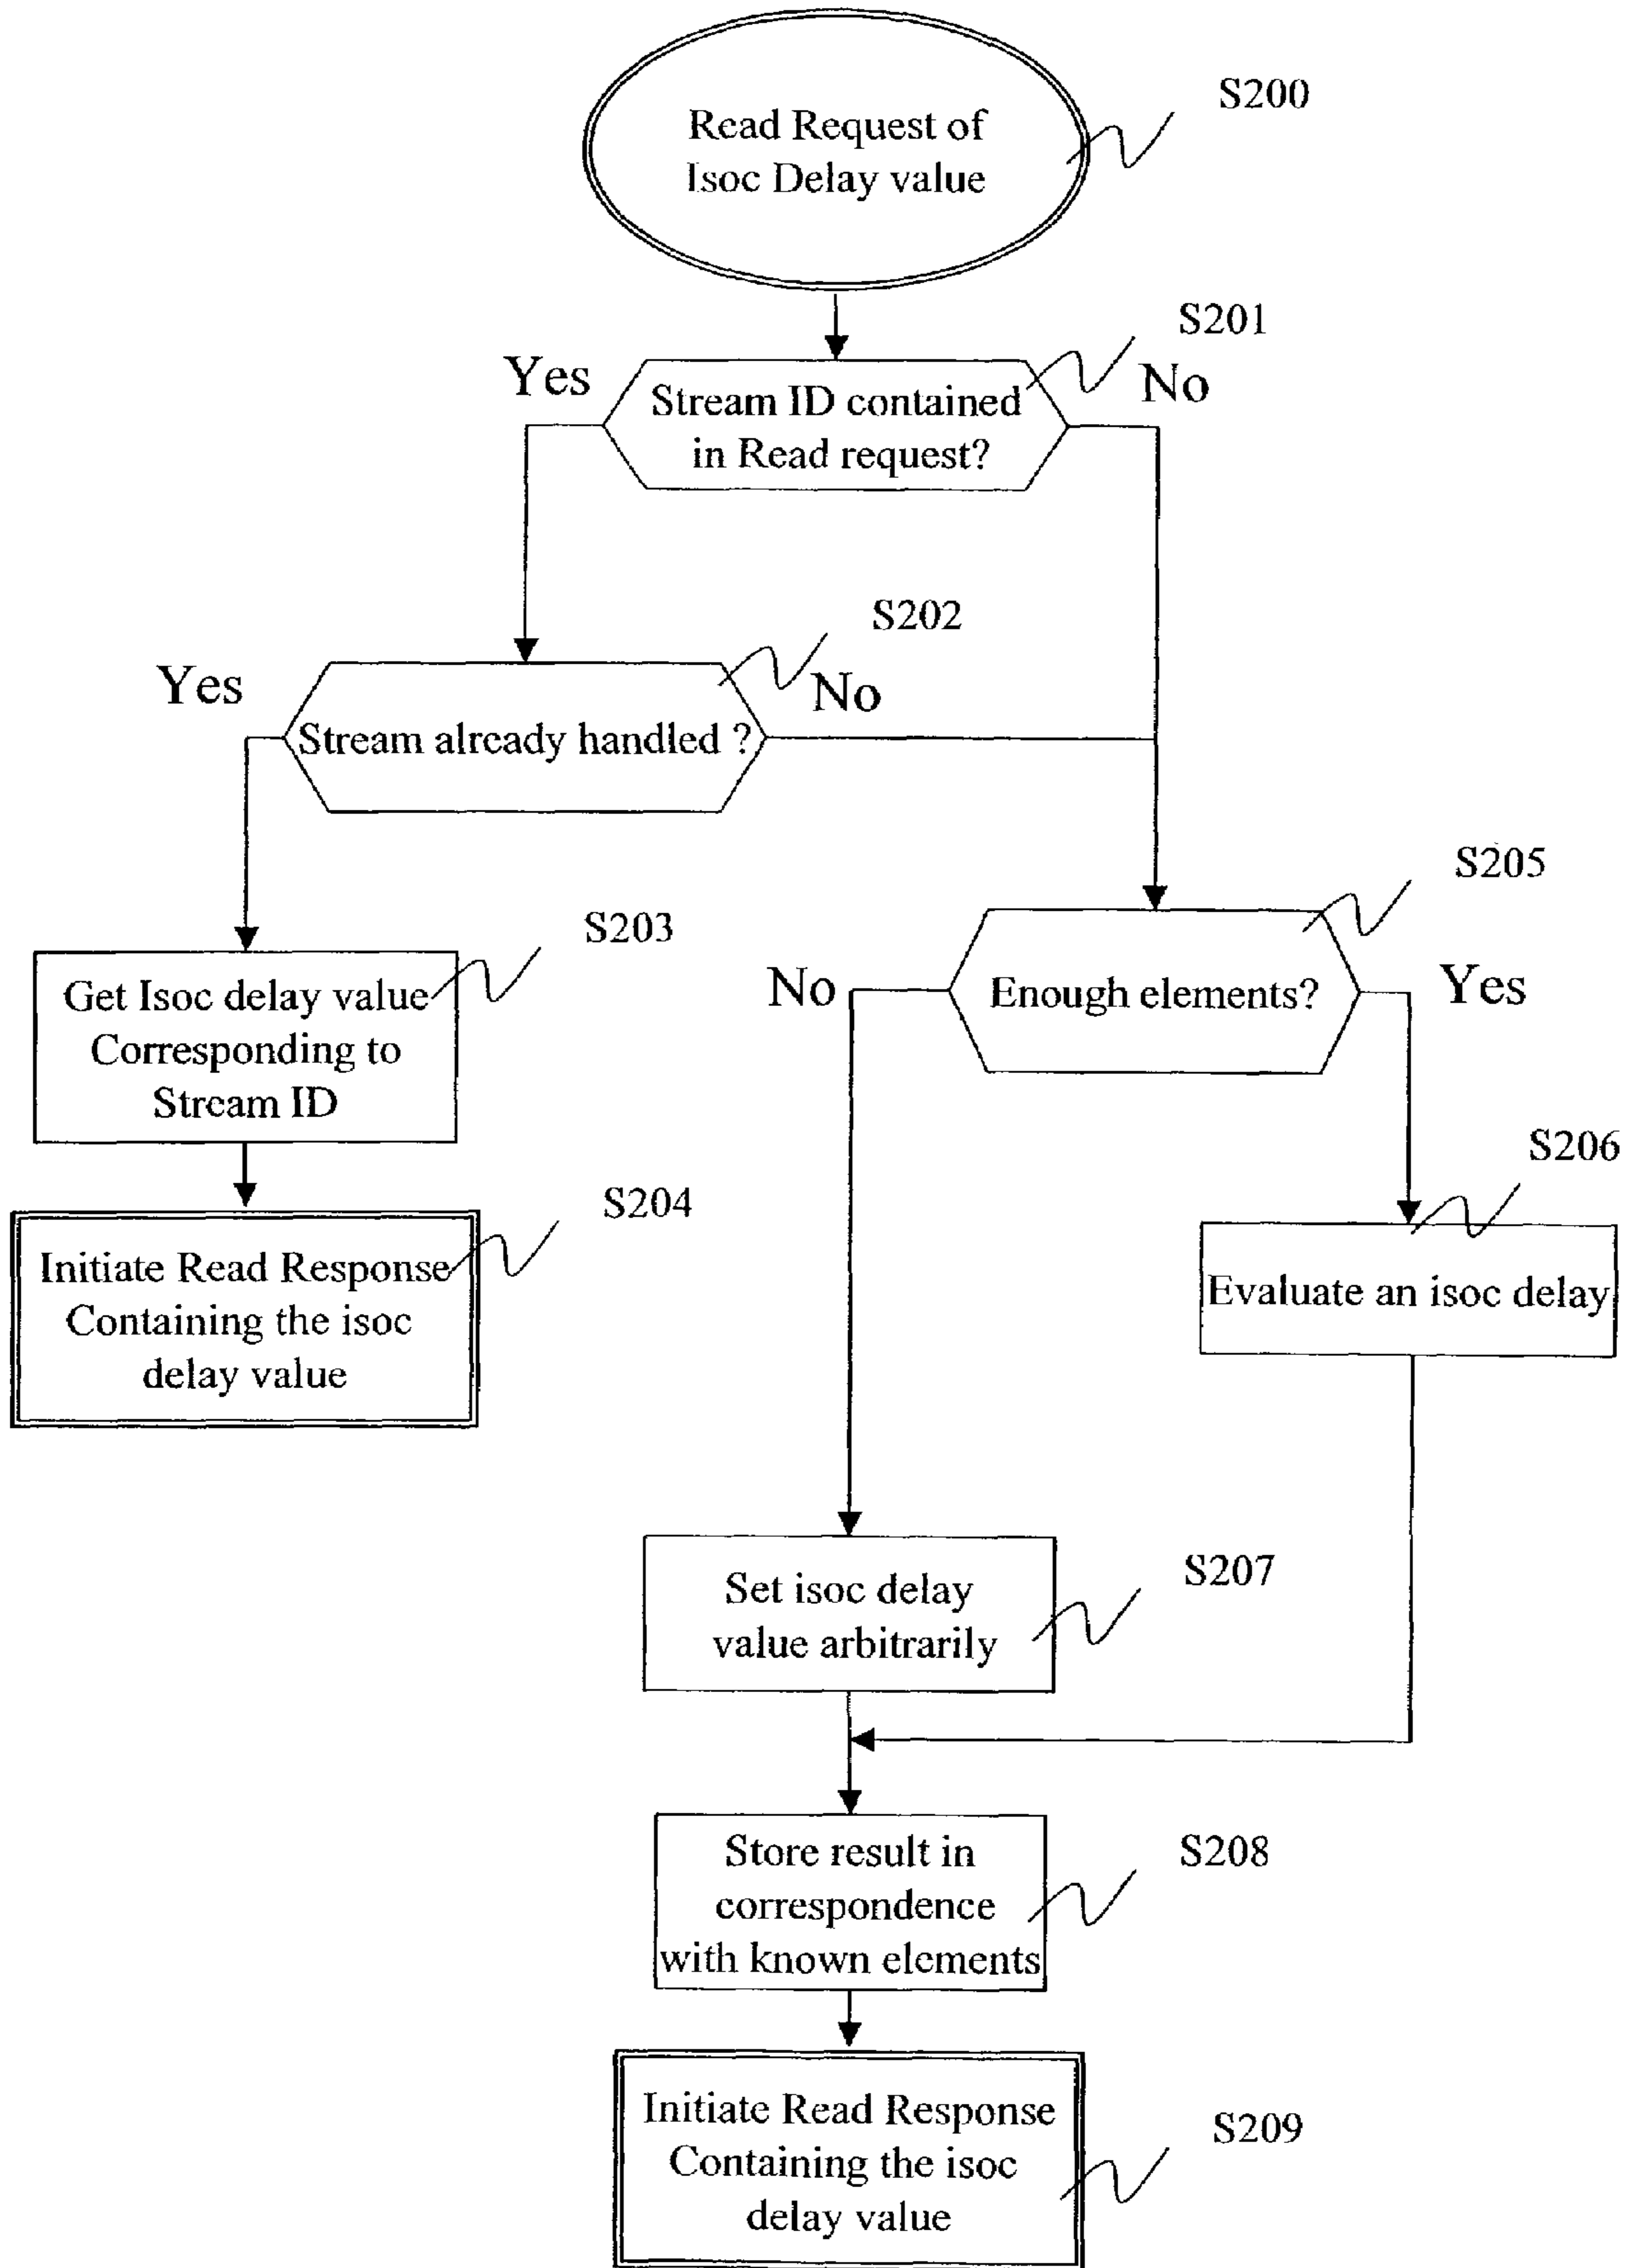 Read Request of
Isoc Delay value
S200
S201
Yes
Stream ID contained
in Read request?
No
S202
Yes
Stream already handled ?
No
S205
S203
No
Enough elements?
Yes
Get Isoc delay value
Corresponding to
Stream ID
S206
S204
Initiate Read Response
Containing the isoc
delay value
Evaluate an isoc delay
S207
Set isoc delay
value arbitrarily
S208
Store result in
correspondence
with known elements
Initiate Read Response
Containing the isoc
delay value
S209